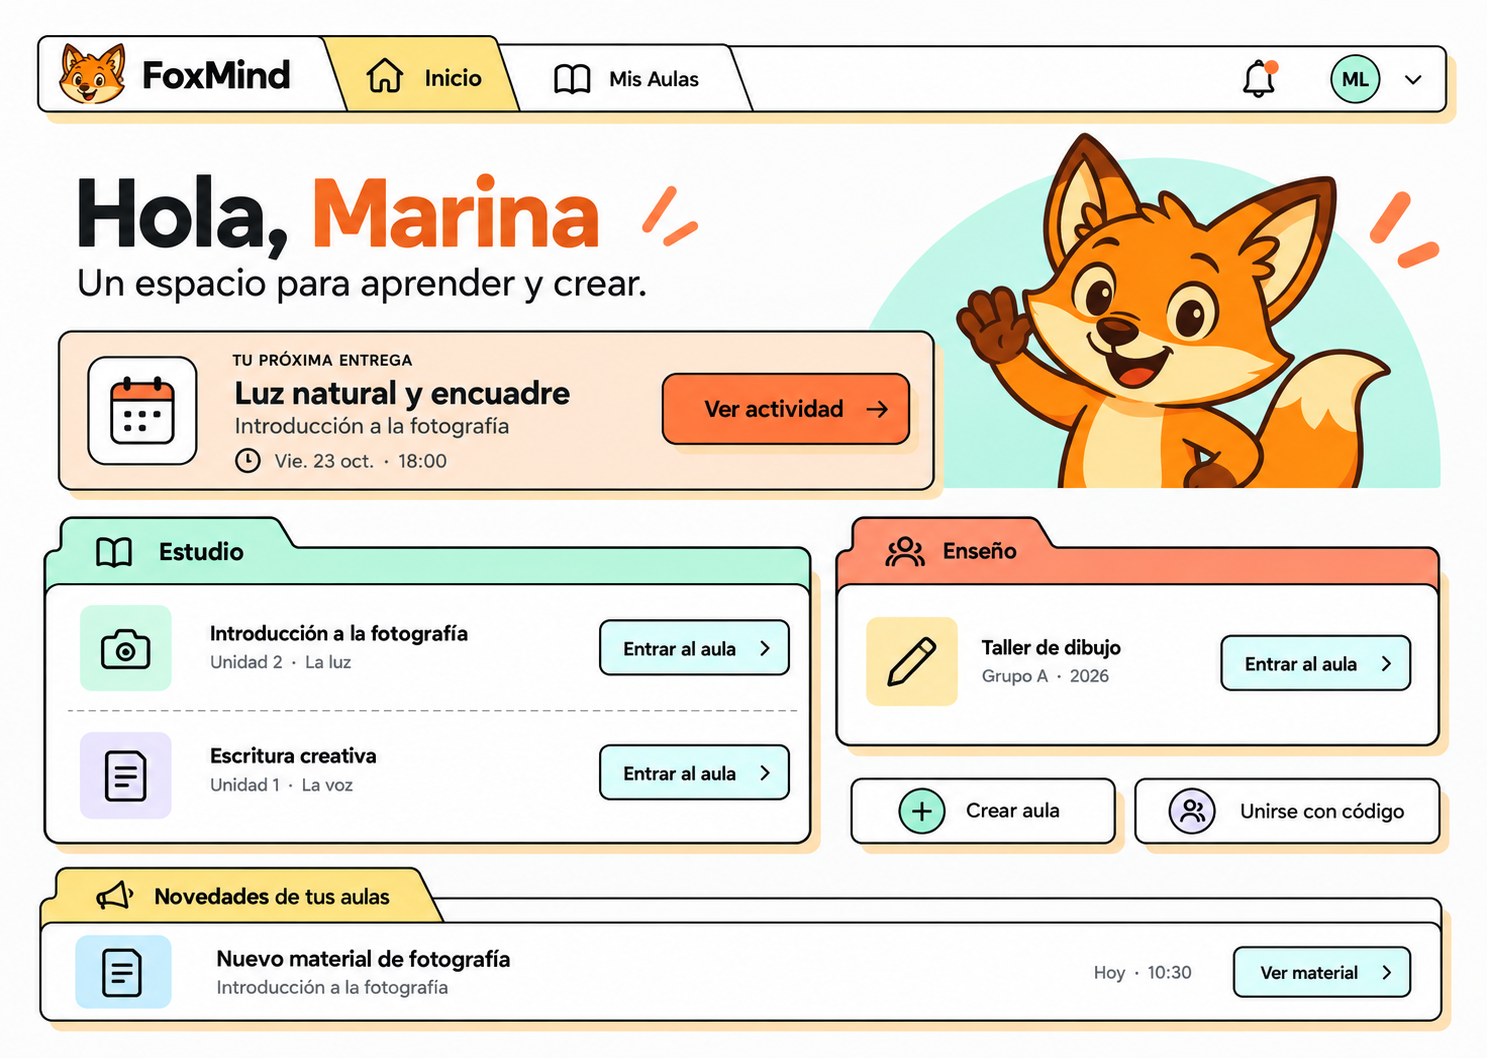 FoxMind
Inicio
Mis Aulas
ML
Hola, Marina
Un espacio para aprender y crear.
TU PRÓXIMA ENTREGA
Luz natural y encuadre
Introducción a la fotografía
Vie. 23 oct. · 18:00
Ver actividad
Estudio
Introducción a la fotografía
Unidad 2 · La luz
Entrar al aula
Escritura creativa
Unidad 1 · La voz
Entrar al aula
Enseño
Taller de dibujo
Grupo A · 2026
Entrar al aula
Crear aula
Unirse con código
Novedades de tus aulas
Nuevo material de fotografía
Introducción a la fotografía
Hoy · 10:30
Ver material